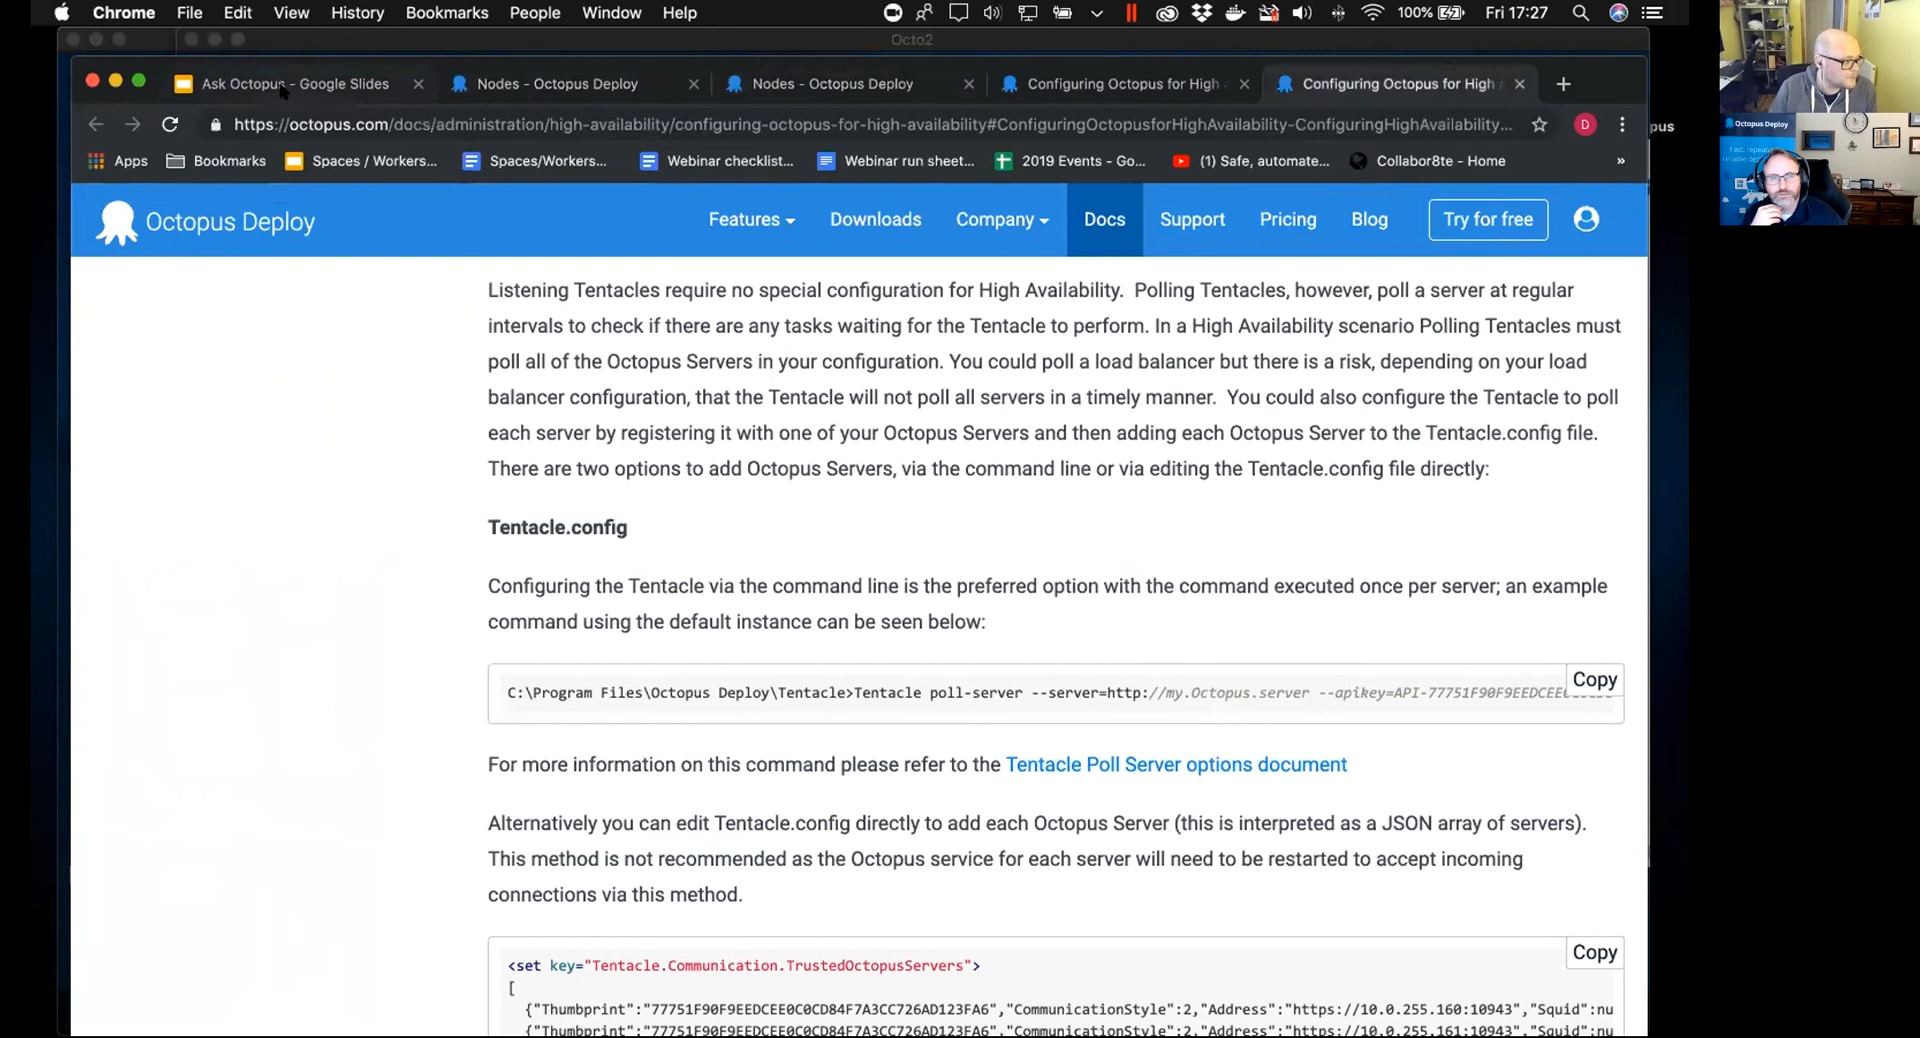 Chrome File Edit View History Bookmarks People Window Help 100% Fri 17:27
Octo2
Ask Octopus - Google Slides Nodes - Octopus Deploy Nodes - Octopus Deploy Configuring Octopus for High Configuring Octopus for High
https://octopus.com/docs/administration/high-availability/configuring-octopus-for-high-availability#ConfiguringOctopusforHighAvailability-ConfiguringHighAvailability... D
Apps Bookmarks Spaces / Workers... Spaces/Workers... Webinar checklist... Webinar run sheet... 2019 Events - Go... (1) Safe, automate... Collabor8te - Home »
Octopus Deploy Features Downloads Company Docs Support Pricing Blog Try for free
Listening Tentacles require no special configuration for High Availability. Polling Tentacles, however, poll a server at regular
intervals to check if there are any tasks waiting for the Tentacle to perform. In a High Availability scenario Polling Tentacles must
poll all of the Octopus Servers in your configuration. You could poll a load balancer but there is a risk, depending on your load
balancer configuration, that the Tentacle will not poll all servers in a timely manner. You could also configure the Tentacle to poll
each server by registering it with one of your Octopus Servers and then adding each Octopus Server to the Tentacle.config file.
There are two options to add Octopus Servers, via the command line or via editing the Tentacle.config file directly:
Tentacle.config
Configuring the Tentacle via the command line is the preferred option with the command executed once per server; an example
command using the default instance can be seen below:
Copy
C:\Program Files\Octopus Deploy\Tentacle>Tentacle poll-server --server=http://my.Octopus.server --apikey=API-77751F90F9EEDCEE
For more information on this command please refer to the Tentacle Poll Server options document
Alternatively you can edit Tentacle.config directly to add each Octopus Server (this is interpreted as a JSON array of servers).
This method is not recommended as the Octopus service for each server will need to be restarted to accept incoming
connections via this method.
Copy
<set key="Tentacle.Communication.TrustedOctopusServers">
[
{"Thumbprint":"77751F90F9EEDCEE0C0CD84F7A3CC726AD123FA6","CommunicationStyle":2,"Address":"https://10.0.255.160:10943","Squid":nu
{"Thumbprint":"77751F90F9EEDCEE0C0CD84F7A3CC726AD123FA6","CommunicationStyle":2,"Address":"https://10.0.255.161:10943","Squid":nu
pus
Octopus Deploy